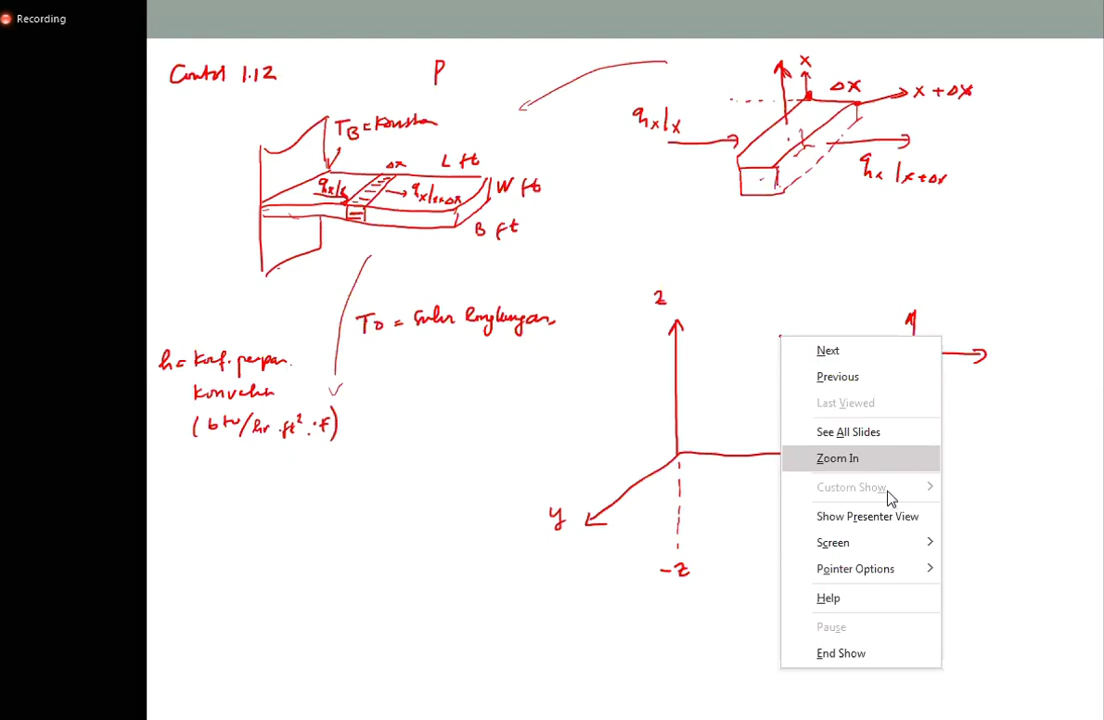 Recording
Contoh 1.12
P
TB = Konstan
Δx
L ft
W ft
B ft
qx|x
qx|x+Δx
x
Δx
x + Δx
qx|x
qx|x+Δx
T0 = Suhu lingkungan
h = Koef. perpan.
Konveksi
(btu/hr.ft².°F)
z
y
-z
Next
Previous
Last Viewed
See All Slides
Zoom In
Custom Show
Show Presenter View
Screen
Pointer Options
Help
Pause
End Show